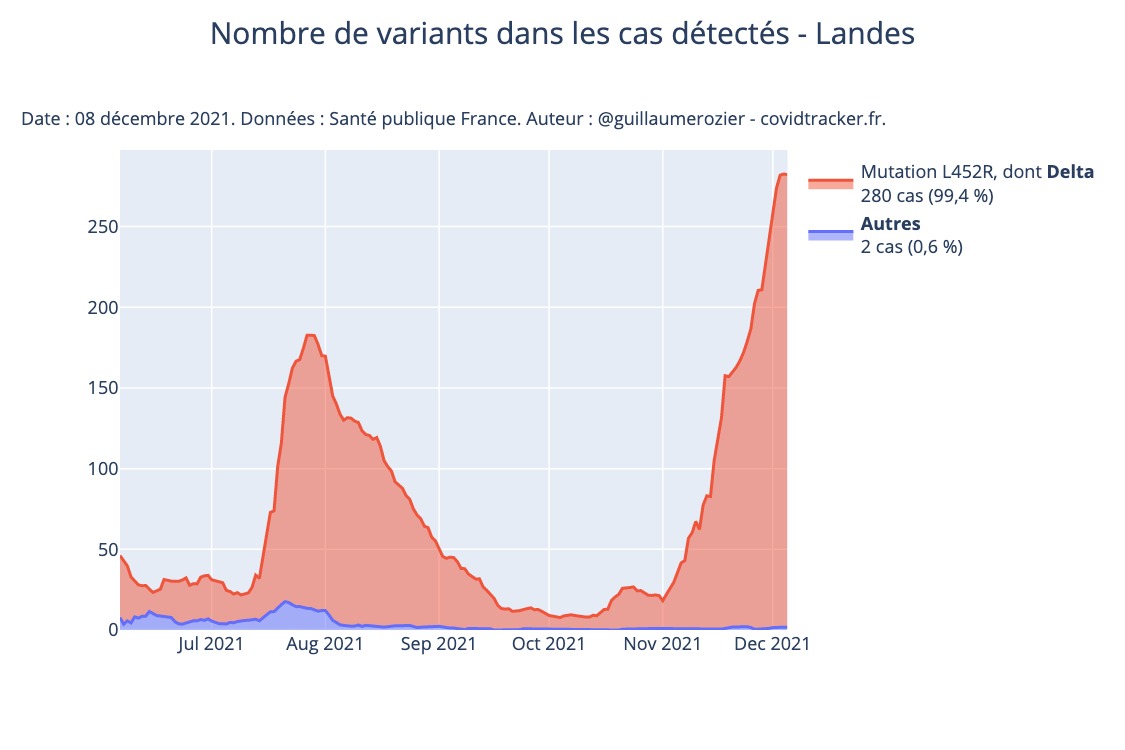 Nombre de variants dans les cas détectés - Landes
Date : 08 décembre 2021. Données : Santé publique France. Auteur : @guillaumerozier - covidtracker.fr.
Mutation L452R, dont Delta
280 cas (99,4 %)
Autres
2 cas (0,6 %)
250
200
150
100
50
0
Jul 2021 Aug 2021 Sep 2021 Oct 2021 Nov 2021 Dec 2021